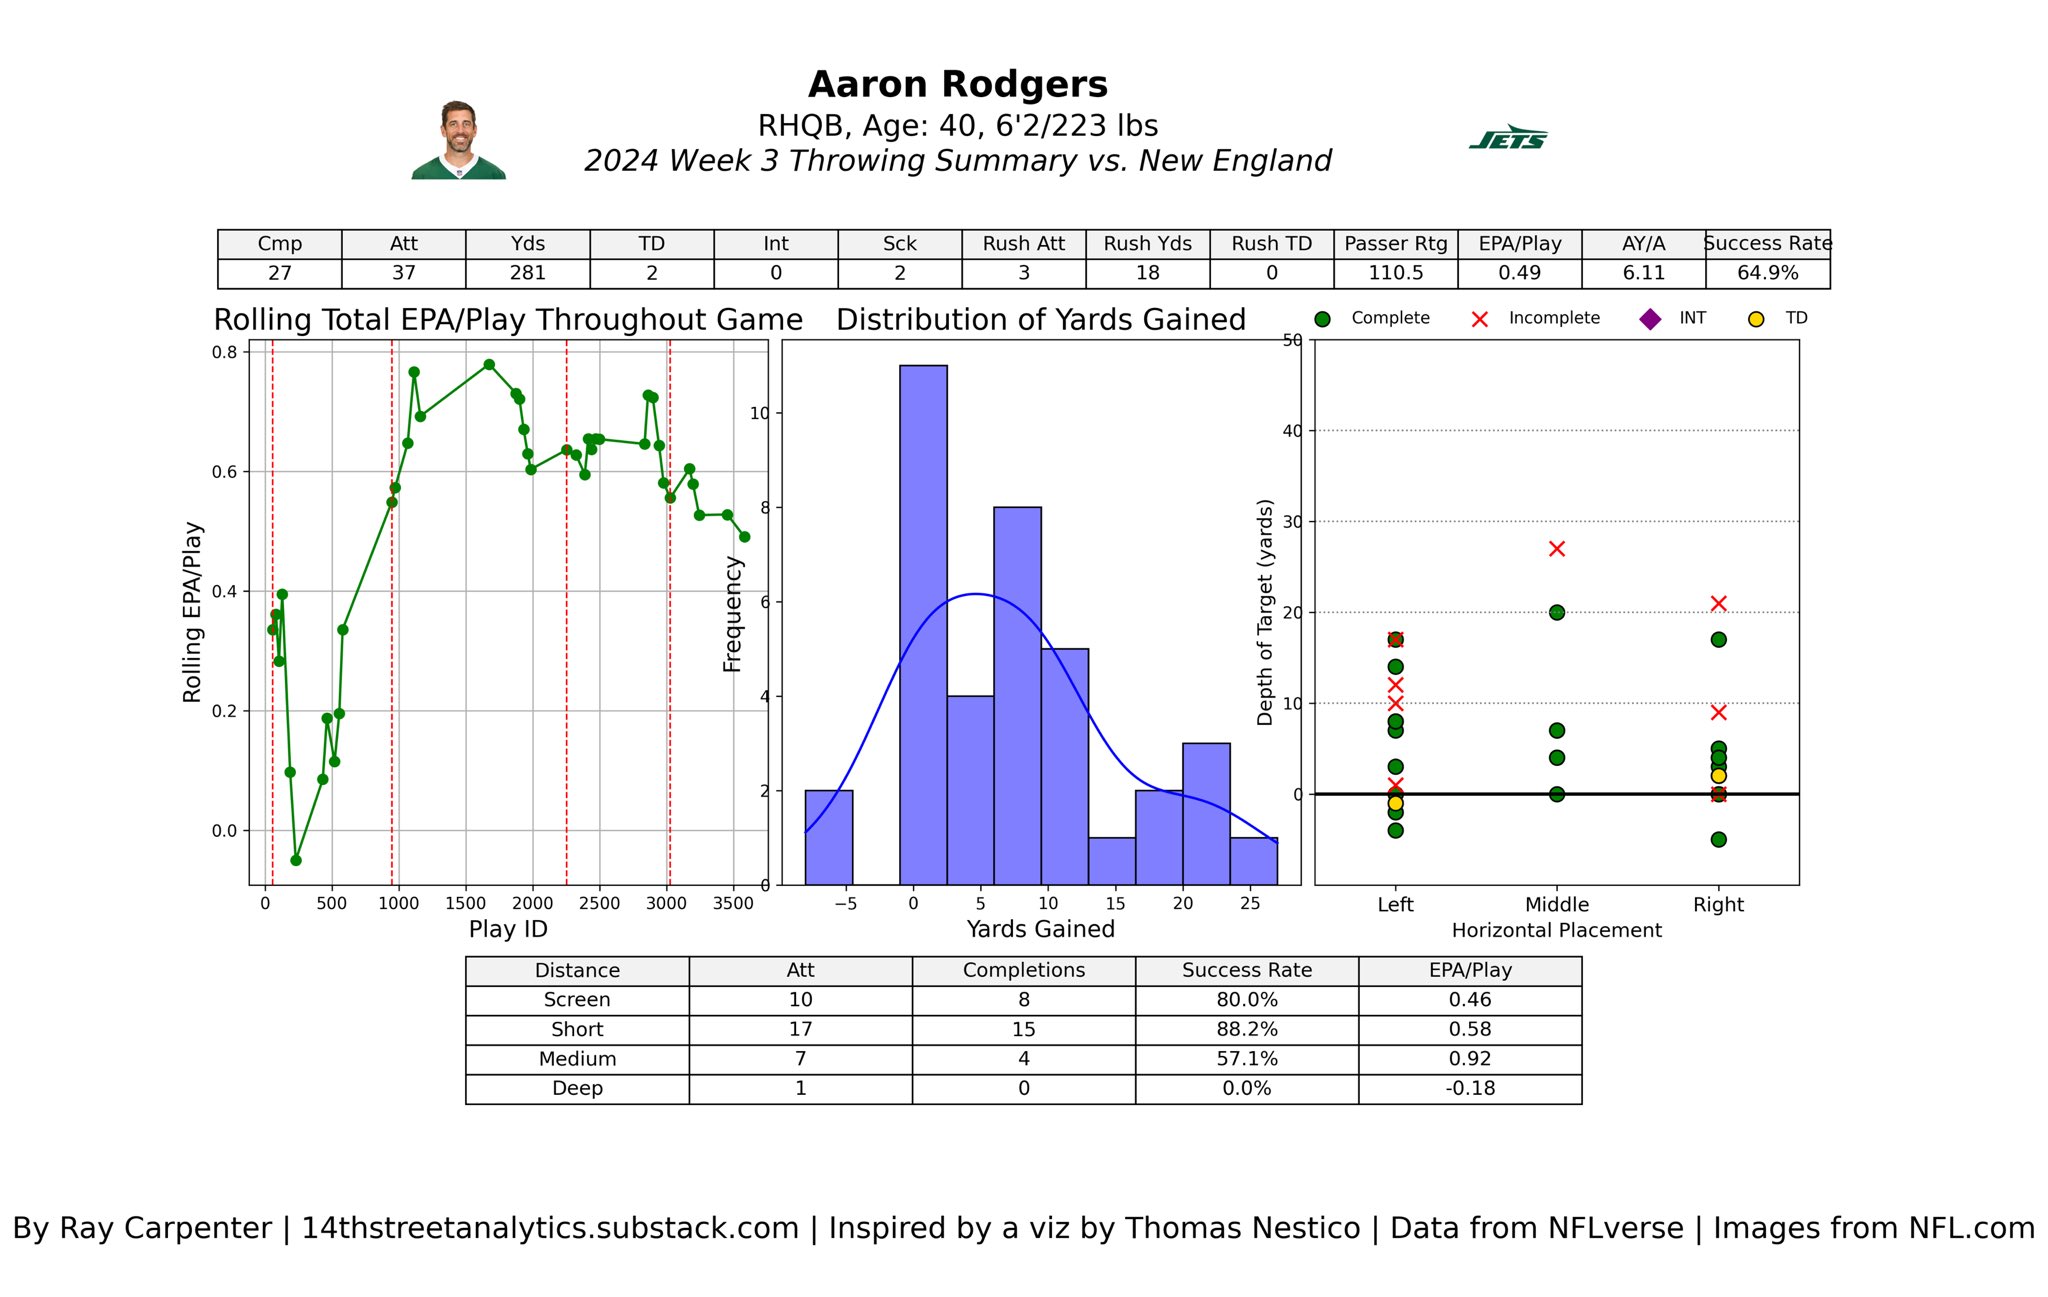 Aaron Rodgers
RHQB, Age: 40, 6'2/223 lbs
2024 Week 3 Throwing Summary vs. New England
JETS
Cmp Att Yds TD Int Sck Rush Att Rush Yds Rush TD Passer Rtg EPA/Play AY/A Success Rate
27 37 281 2 0 2 3 18 0 110.5 0.49 6.11 64.9%
Rolling Total EPA/Play Throughout Game
Rolling EPA/Play
0.8
0.6
0.4
0.2
0.0
0 500 1000 1500 2000 2500 3000 3500
Play ID
Distribution of Yards Gained
Frequency
10
8
6
4
2
0
−5 0 5 10 15 20 25
Yards Gained
Complete Incomplete INT TD
Depth of Target (yards)
50
40
30
20
10
0
Left Middle Right
Horizontal Placement
Distance Att Completions Success Rate EPA/Play
Screen 10 8 80.0% 0.46
Short 17 15 88.2% 0.58
Medium 7 4 57.1% 0.92
Deep 1 0 0.0% -0.18
By Ray Carpenter | 14thstreetanalytics.substack.com | Inspired by a viz by Thomas Nestico | Data from NFLverse | Images from NFL.com